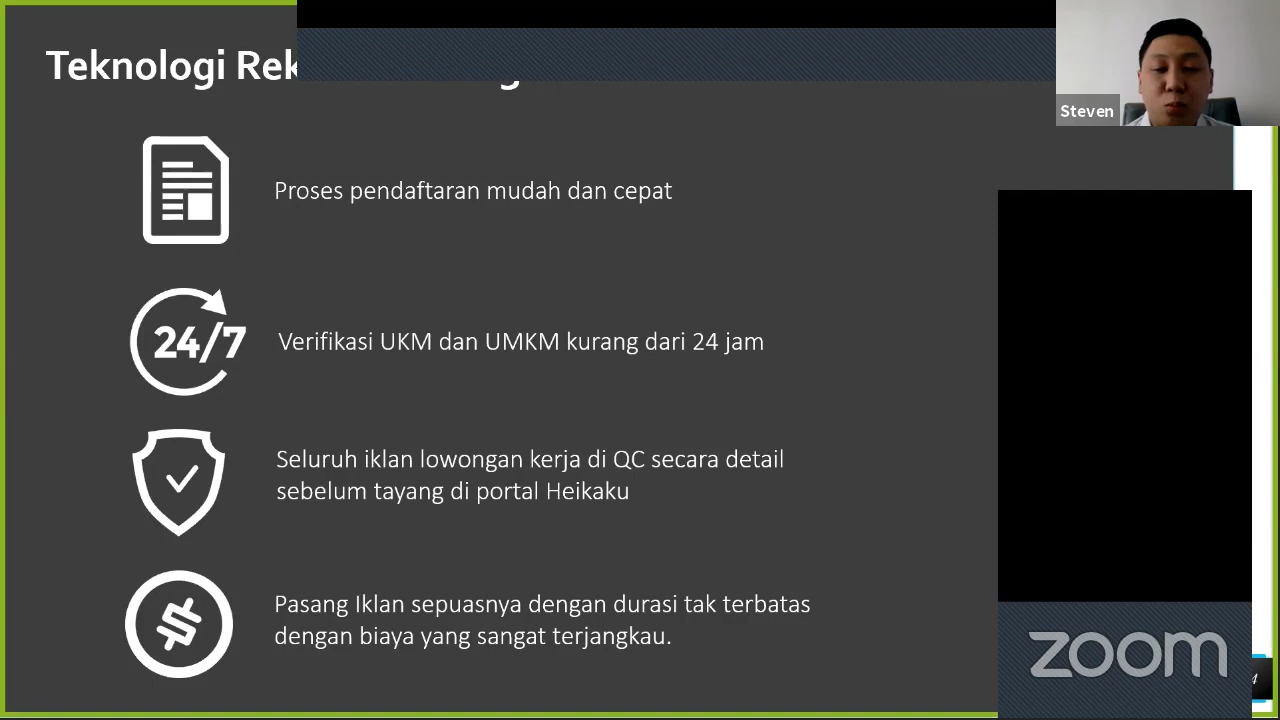 Teknologi Rek
Steven
Proses pendaftaran mudah dan cepat
24/7
Verifikasi UKM dan UMKM kurang dari 24 jam
Seluruh iklan lowongan kerja di QC secara detail
sebelum tayang di portal Heikaku
Pasang Iklan sepuasnya dengan durasi tak terbatas
dengan biaya yang sangat terjangkau.
zoom
4